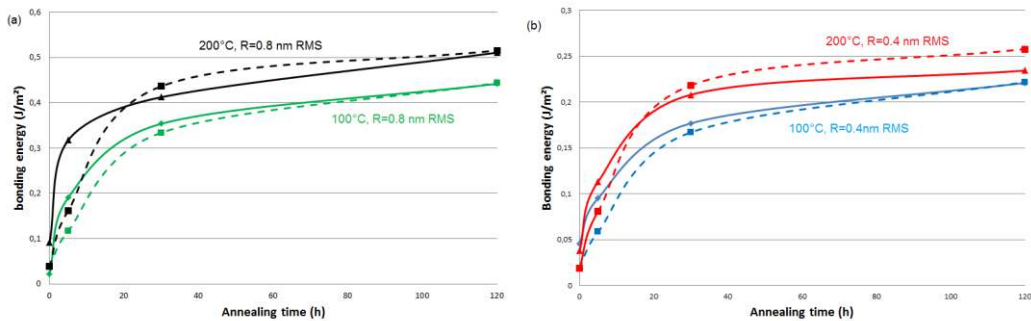 (a)
0,6
0,5
0,4
0,3
0,2
0,1
0
bonding energy (J/m²)
200°C, R=0.8 nm RMS
100°C, R=0.8 nm RMS
0 20 40 60 80 100 120
Annealing time (h)
(b)
0,3
0,25
0,2
0,15
0,1
0,05
0
Bonding energy (J/m²)
200°C, R=0.4 nm RMS
100°C, R=0.4nm RMS
0 20 40 60 80 100 120
Annealing time (h)